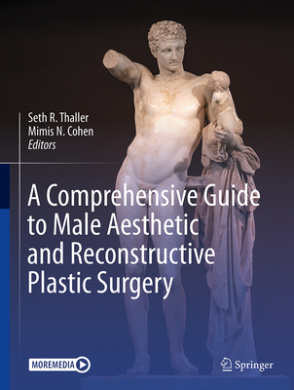 Seth R. Thaller
Mimis N. Cohen
Editors
A Comprehensive Guide
to Male Aesthetic
and Reconstructive
Plastic Surgery
MOREMEDIA
Springer